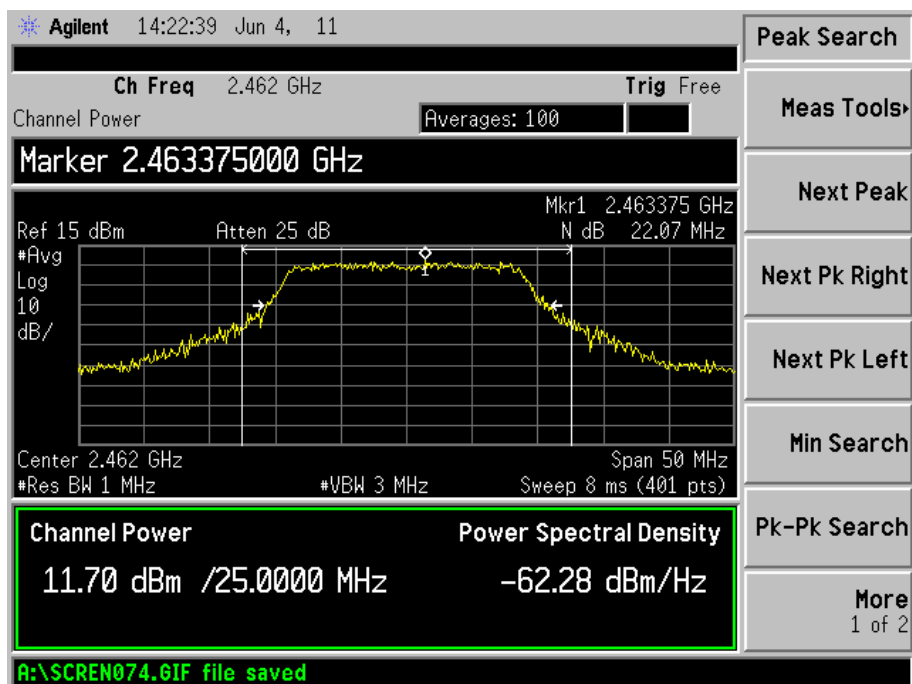 Agilent 14:22:39 Jun 4, 11
Peak Search
Ch Freq 2.462 GHz Trig Free
Channel Power Averages: 100
Meas Tools
Marker 2.463375000 GHz
Next Peak
Mkr1 2.463375 GHz
Ref 15 dBm Atten 25 dB N dB 22.07 MHz
#Avg
Log
10
dB/
1
Next Pk Right
Next Pk Left
Center 2.462 GHz Span 50 MHz
#Res BW 1 MHz #VBW 3 MHz Sweep 8 ms (401 pts)
Min Search
Channel Power Power Spectral Density
11.70 dBm /25.0000 MHz -62.28 dBm/Hz
Pk-Pk Search
More
1 of 2
A:\SCREN074.GIF file saved